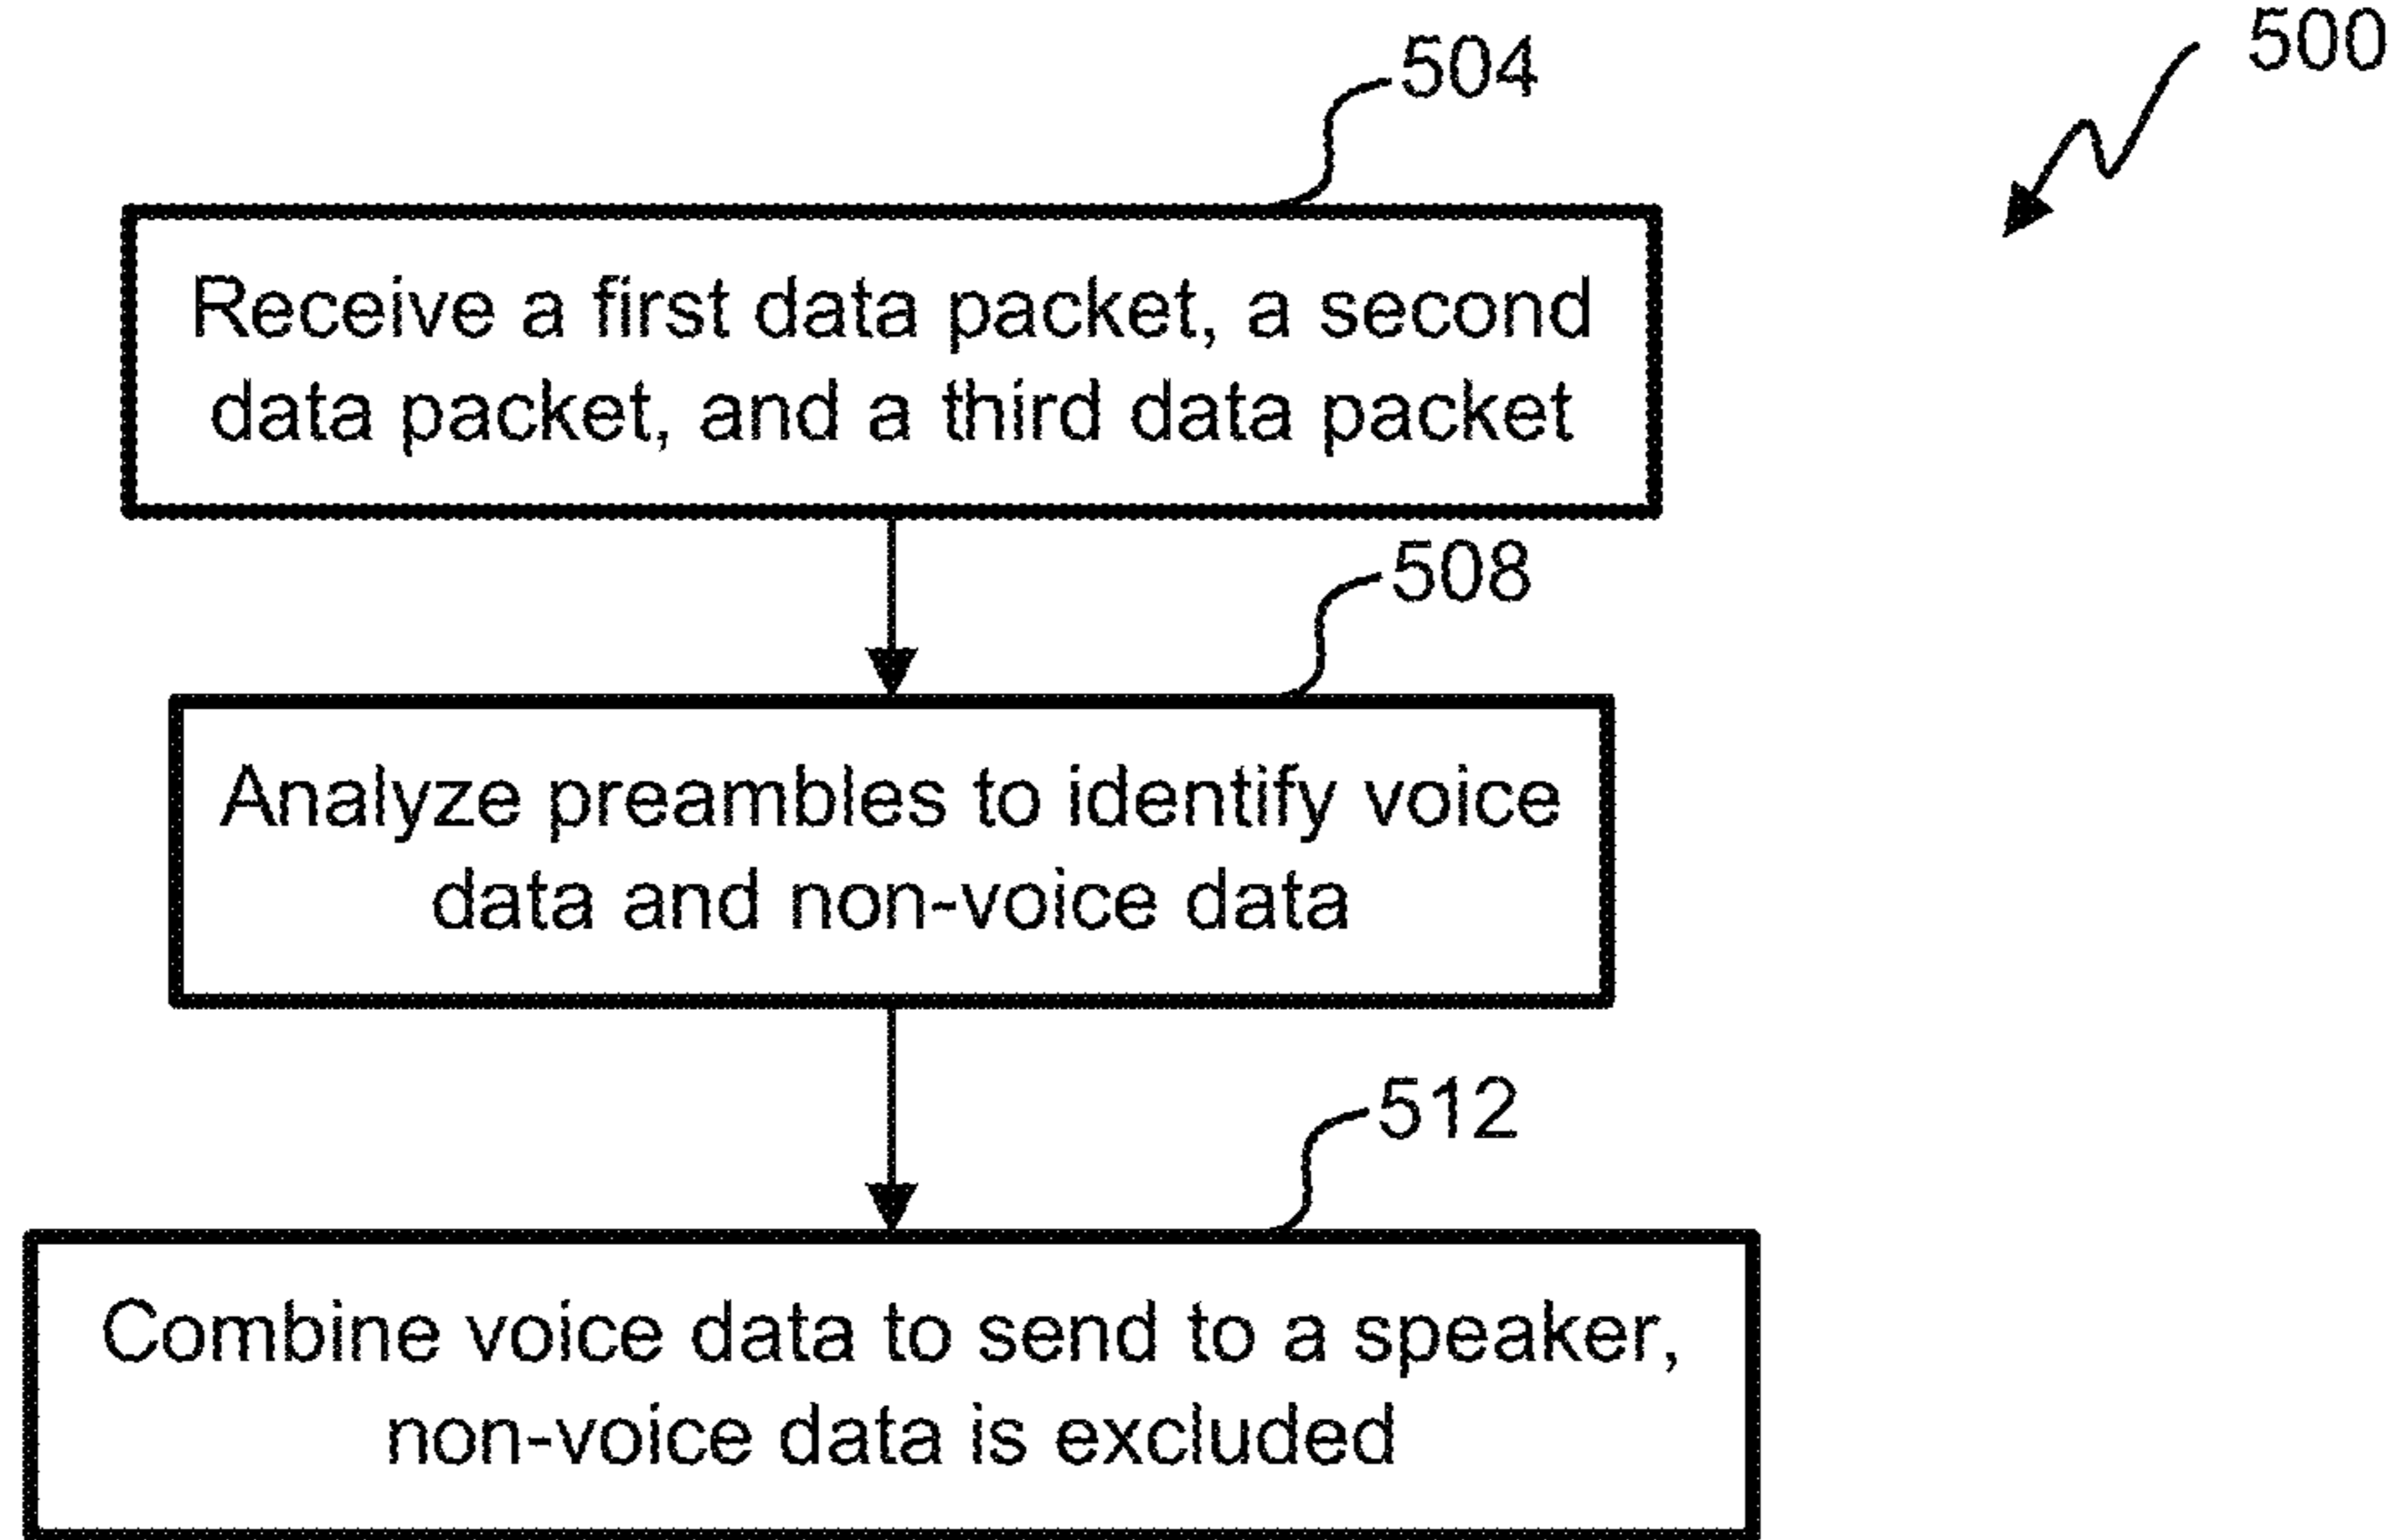 500
504
Receive a first data packet, a second
data packet, and a third data packet
508
Analyze preambles to identify voice
data and non-voice data
512
Combine voice data to send to a speaker,
non-voice data is excluded